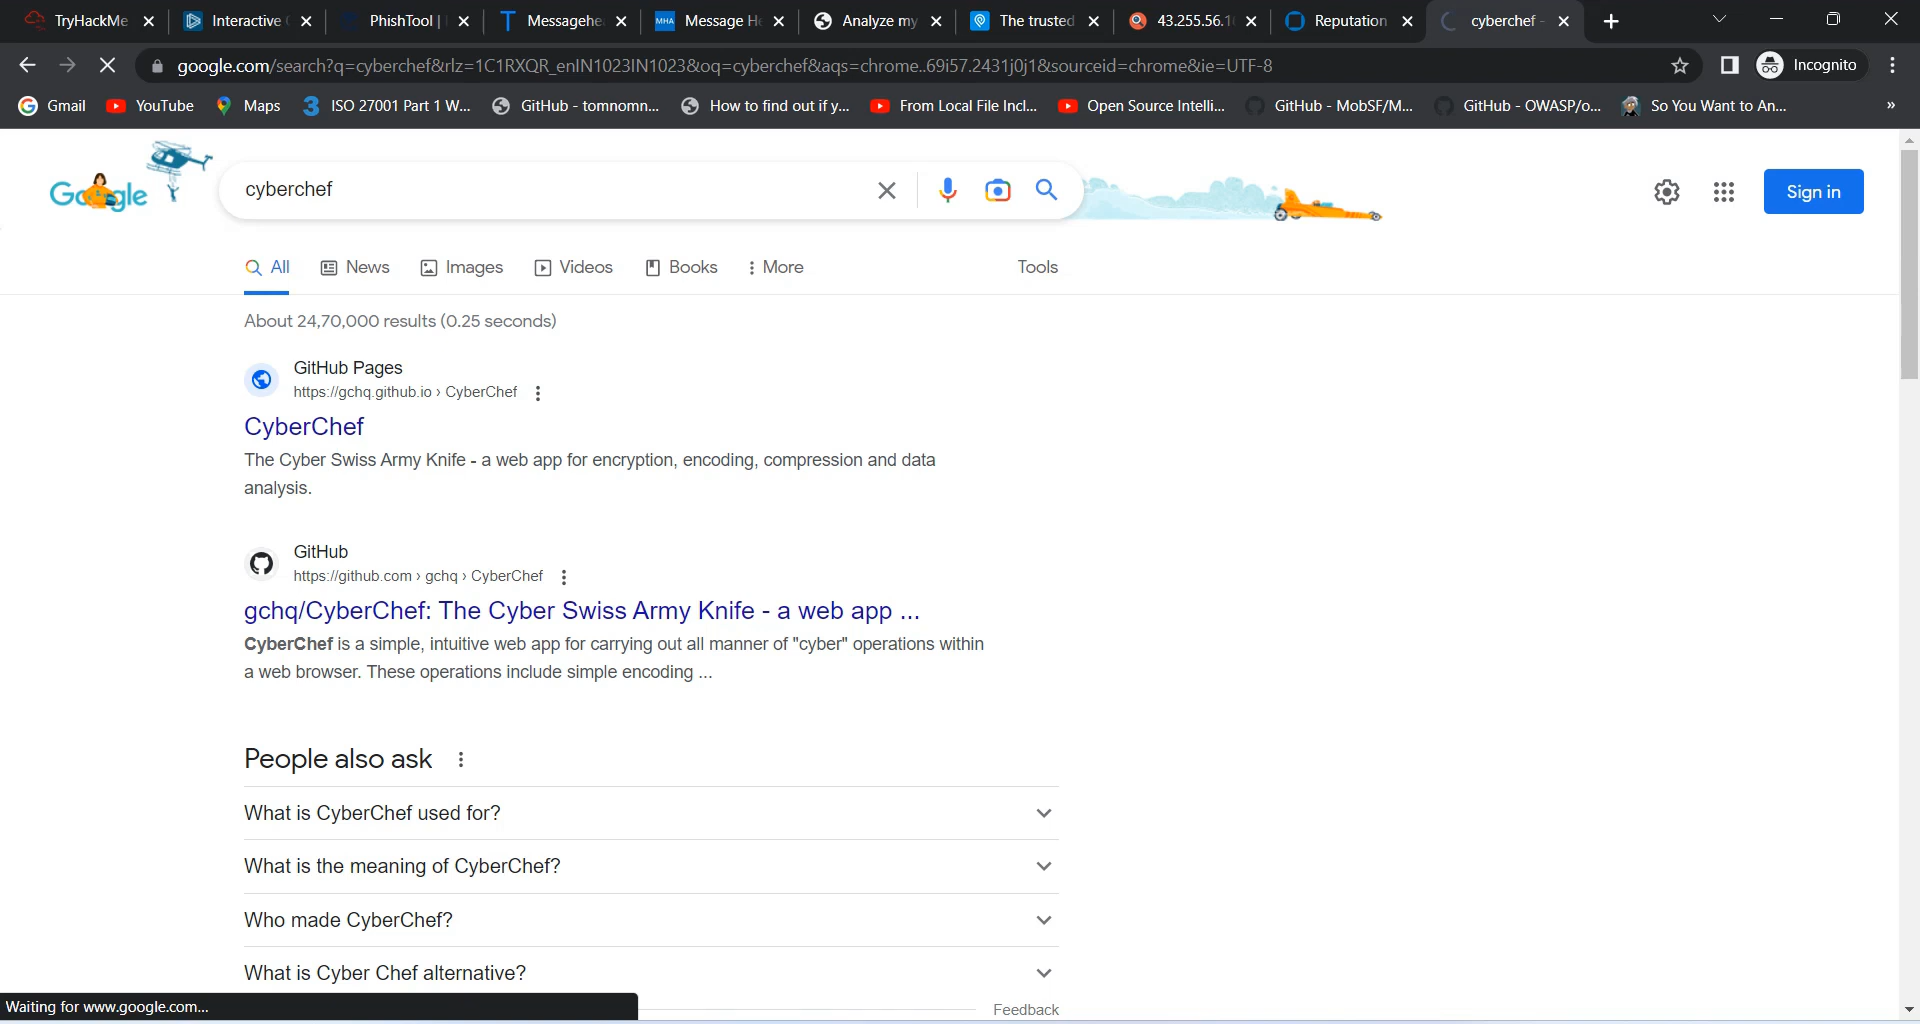 TryHackMe
Interactive
PhishTool |
Messagehe
MHA Message H
Analyze my
The trusted
43.255.56.1
Reputation
cyberchef -
google.com/search?q=cyberchef&rlz=1C1RXQR_enIN1023IN1023&oq=cyberchef&aqs=chrome..69i57.2431j0j1&sourceid=chrome&ie=UTF-8
Incognito
Gmail
YouTube
Maps
ISO 27001 Part 1 W...
GitHub - tomnomn...
How to find out if y...
From Local File Incl...
Open Source Intelli...
GitHub - MobSF/M...
GitHub - OWASP/o...
So You Want to An...
»
Google
cyberchef
Sign in
All
News
Images
Videos
Books
More
Tools
About 24,70,000 results (0.25 seconds)
GitHub Pages
https://gchq.github.io › CyberChef
CyberChef
The Cyber Swiss Army Knife - a web app for encryption, encoding, compression and data
analysis.
GitHub
https://github.com › gchq › CyberChef
gchq/CyberChef: The Cyber Swiss Army Knife - a web app ...
CyberChef is a simple, intuitive web app for carrying out all manner of "cyber" operations within
a web browser. These operations include simple encoding ...
People also ask
What is CyberChef used for?
What is the meaning of CyberChef?
Who made CyberChef?
What is Cyber Chef alternative?
Waiting for www.google.com...
Feedback